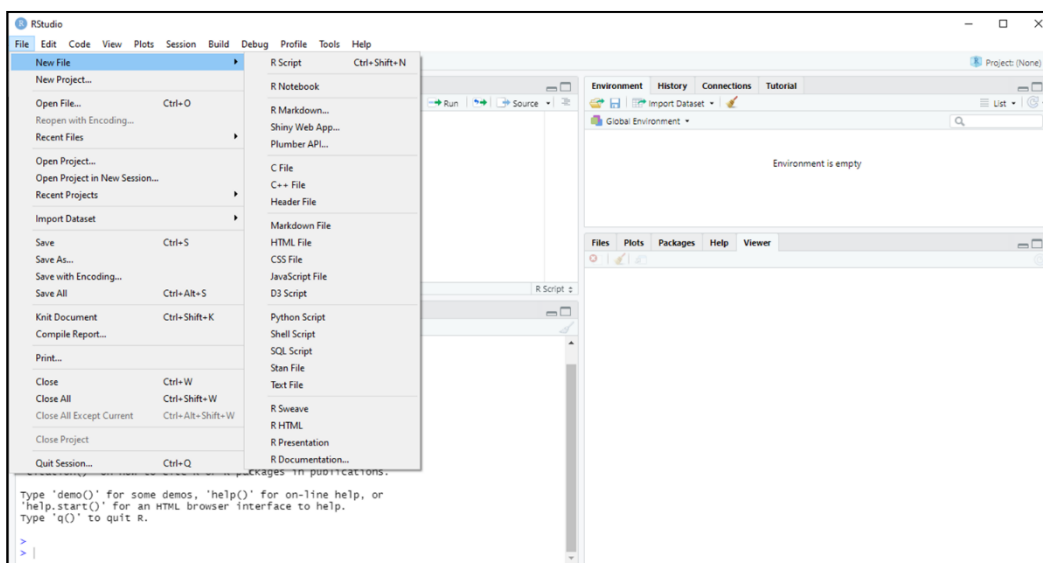 RStudio
File Edit Code View Plots Session Build Debug Profile Tools Help
Project: (None)
New File
New Project...
Open File... Ctrl+O
Reopen with Encoding...
Recent Files
Open Project...
Open Project in New Session...
Recent Projects
Import Dataset
Save Ctrl+S
Save As...
Save with Encoding...
Save All Ctrl+Alt+S
Knit Document Ctrl+Shift+K
Compile Report...
Print...
Close Ctrl+W
Close All Ctrl+Shift+W
Close All Except Current Ctrl+Alt+Shift+W
Close Project
Quit Session... Ctrl+Q
R Script Ctrl+Shift+N
R Notebook
R Markdown...
Shiny Web App...
Plumber API...
C File
C++ File
Header File
Markdown File
HTML File
CSS File
JavaScript File
D3 Script
Python Script
Shell Script
SQL Script
Stan File
Text File
R Sweave
R HTML
R Presentation
R Documentation...
Run Source
R Script
Environment History Connections Tutorial
Import Dataset List
Global Environment
Environment is empty
Files Plots Packages Help Viewer
packages in publications.
Type 'demo()' for some demos, 'help()' for on-line help, or
'help.start()' for an HTML browser interface to help.
Type 'q()' to quit R.
>
>